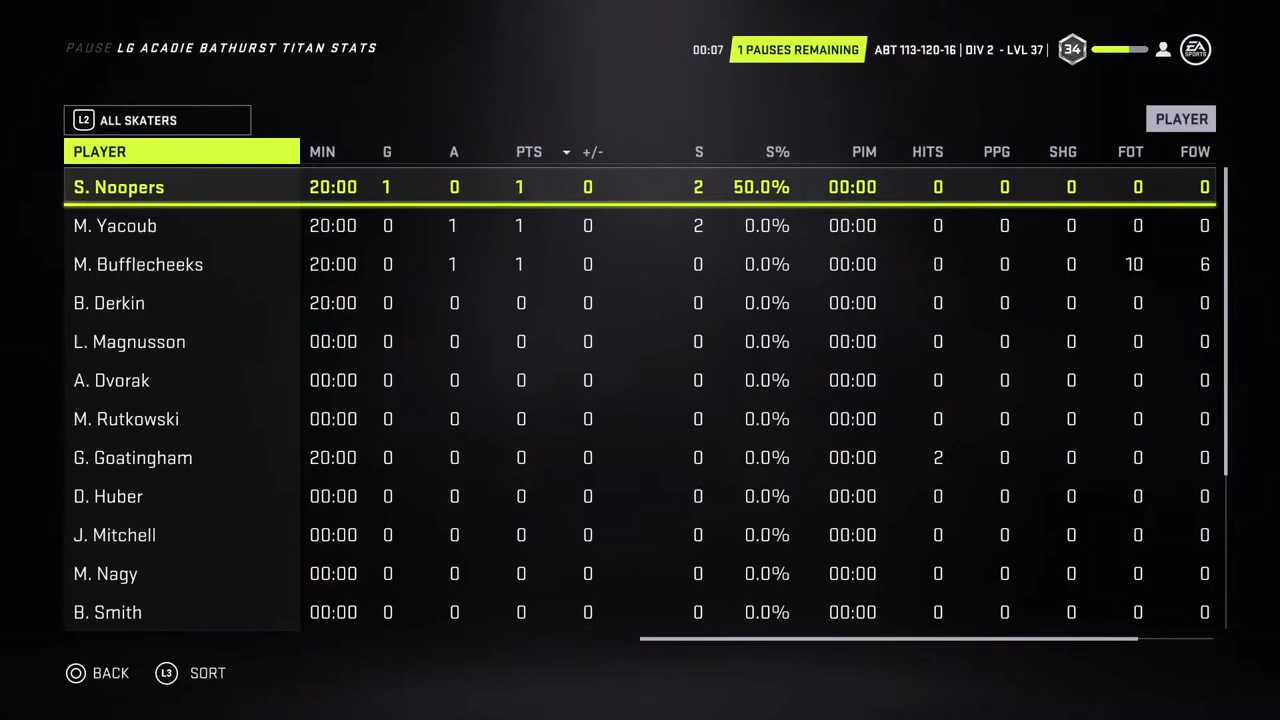 PAUSE LG ACADIE BATHURST TITAN STATS
00:07 1 PAUSES REMAINING ABT 113-120-16 | DIV 2 - LVL 37 | 34 EA SPORTS
L2 ALL SKATERS PLAYER
PLAYER MIN G A PTS +/- S S% PIM HITS PPG SHG FOT FOW
S. Noopers 20:00 1 0 1 0 2 50.0% 00:00 0 0 0 0 0
M. Yacoub 20:00 0 1 1 0 2 0.0% 00:00 0 0 0 0 0
M. Bufflecheeks 20:00 0 1 1 0 0 0.0% 00:00 0 0 0 10 6
B. Derkin 20:00 0 0 0 0 0 0.0% 00:00 0 0 0 0 0
L. Magnusson 00:00 0 0 0 0 0 0.0% 00:00 0 0 0 0 0
A. Dvorak 00:00 0 0 0 0 0 0.0% 00:00 0 0 0 0 0
M. Rutkowski 00:00 0 0 0 0 0 0.0% 00:00 0 0 0 0 0
G. Goatingham 20:00 0 0 0 0 0 0.0% 00:00 2 0 0 0 0
D. Huber 00:00 0 0 0 0 0 0.0% 00:00 0 0 0 0 0
J. Mitchell 00:00 0 0 0 0 0 0.0% 00:00 0 0 0 0 0
M. Nagy 00:00 0 0 0 0 0 0.0% 00:00 0 0 0 0 0
B. Smith 00:00 0 0 0 0 0 0.0% 00:00 0 0 0 0 0
BACK L3 SORT